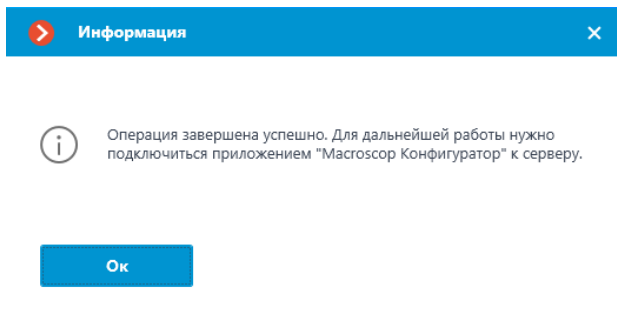 Информация
Операция завершена успешно. Для дальнейшей работы нужно
подключиться приложением "Macroscop Конфигуратор" к серверу.
Ок